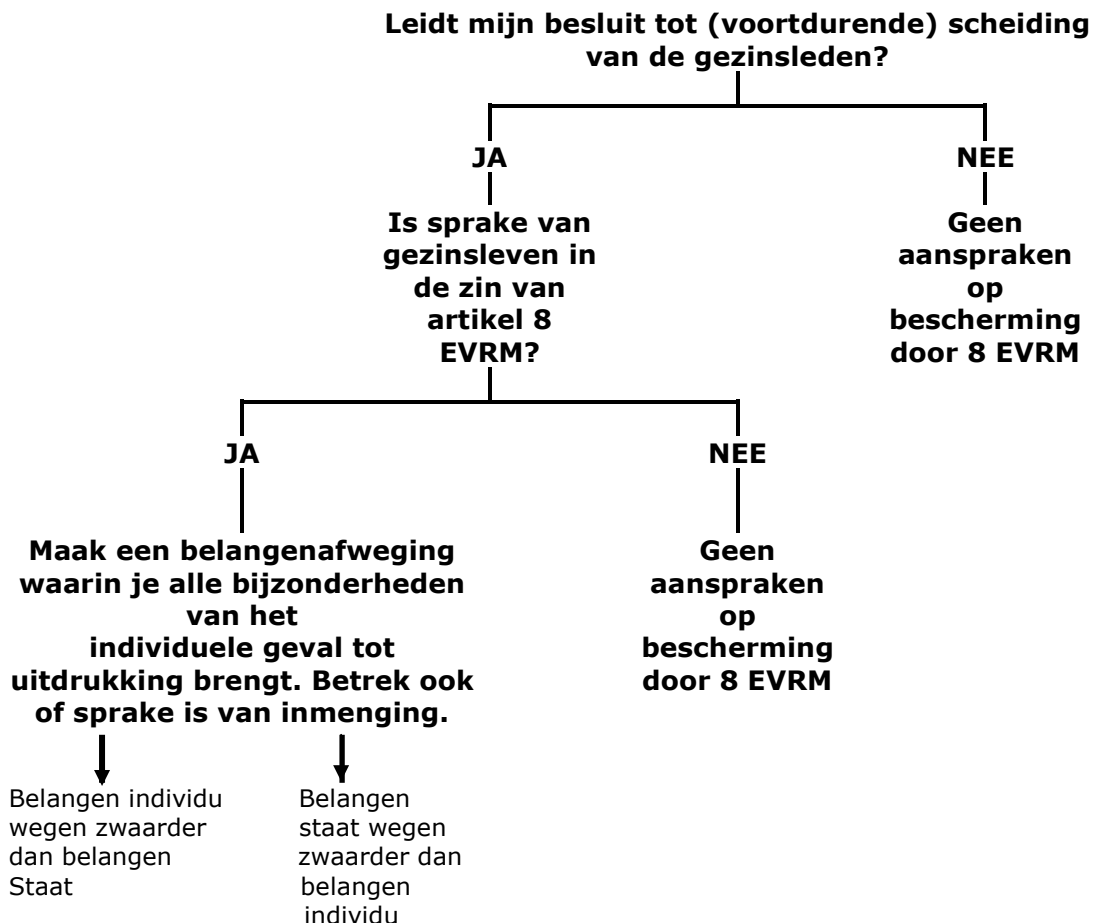 Leidt mijn besluit tot (voortdurende) scheiding
van de gezinsleden?
JA
NEE
Is sprake van
gezinsleven in
de zin van
artikel 8
EVRM?
Geen
aanspraken
op
bescherming
door 8 EVRM
JA
NEE
Maak een belangenafweging
waarin je alle bijzonderheden
van het
individuele geval tot
uitdrukking brengt. Betrek ook
of sprake is van inmenging.
Geen
aanspraken
op
bescherming
door 8 EVRM
Belangen individu
wegen zwaarder
dan belangen
Staat
Belangen
staat wegen
zwaarder dan
belangen
individu